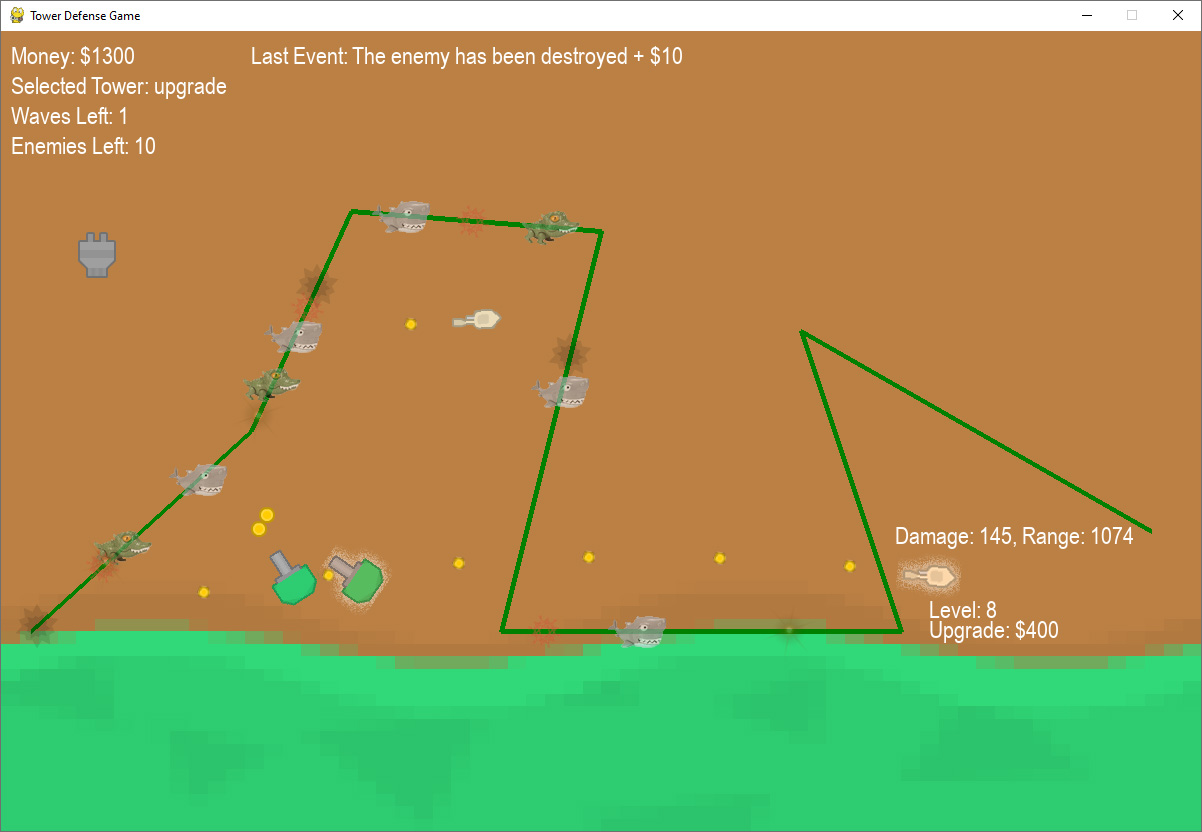 Tower Defense Game
Money: $1300
Last Event: The enemy has been destroyed + $10
Selected Tower: upgrade
Waves Left: 1
Enemies Left: 10
Damage: 145, Range: 1074
Level: 8
Upgrade: $400